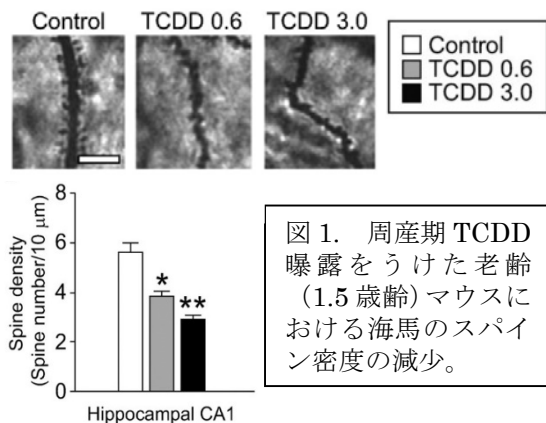 Control
TCDD 0.6
TCDD 3.0
Control
TCDD 0.6
TCDD 3.0
Spine density
(Spine number/10 μm)
8
6
4
2
0
*
**
Hippocampal CA1
図1. 周産期 TCDD
曝露をうけた老齢
（1.5 歳齢）マウスに
おける海馬のスパイ
ン密度の減少。